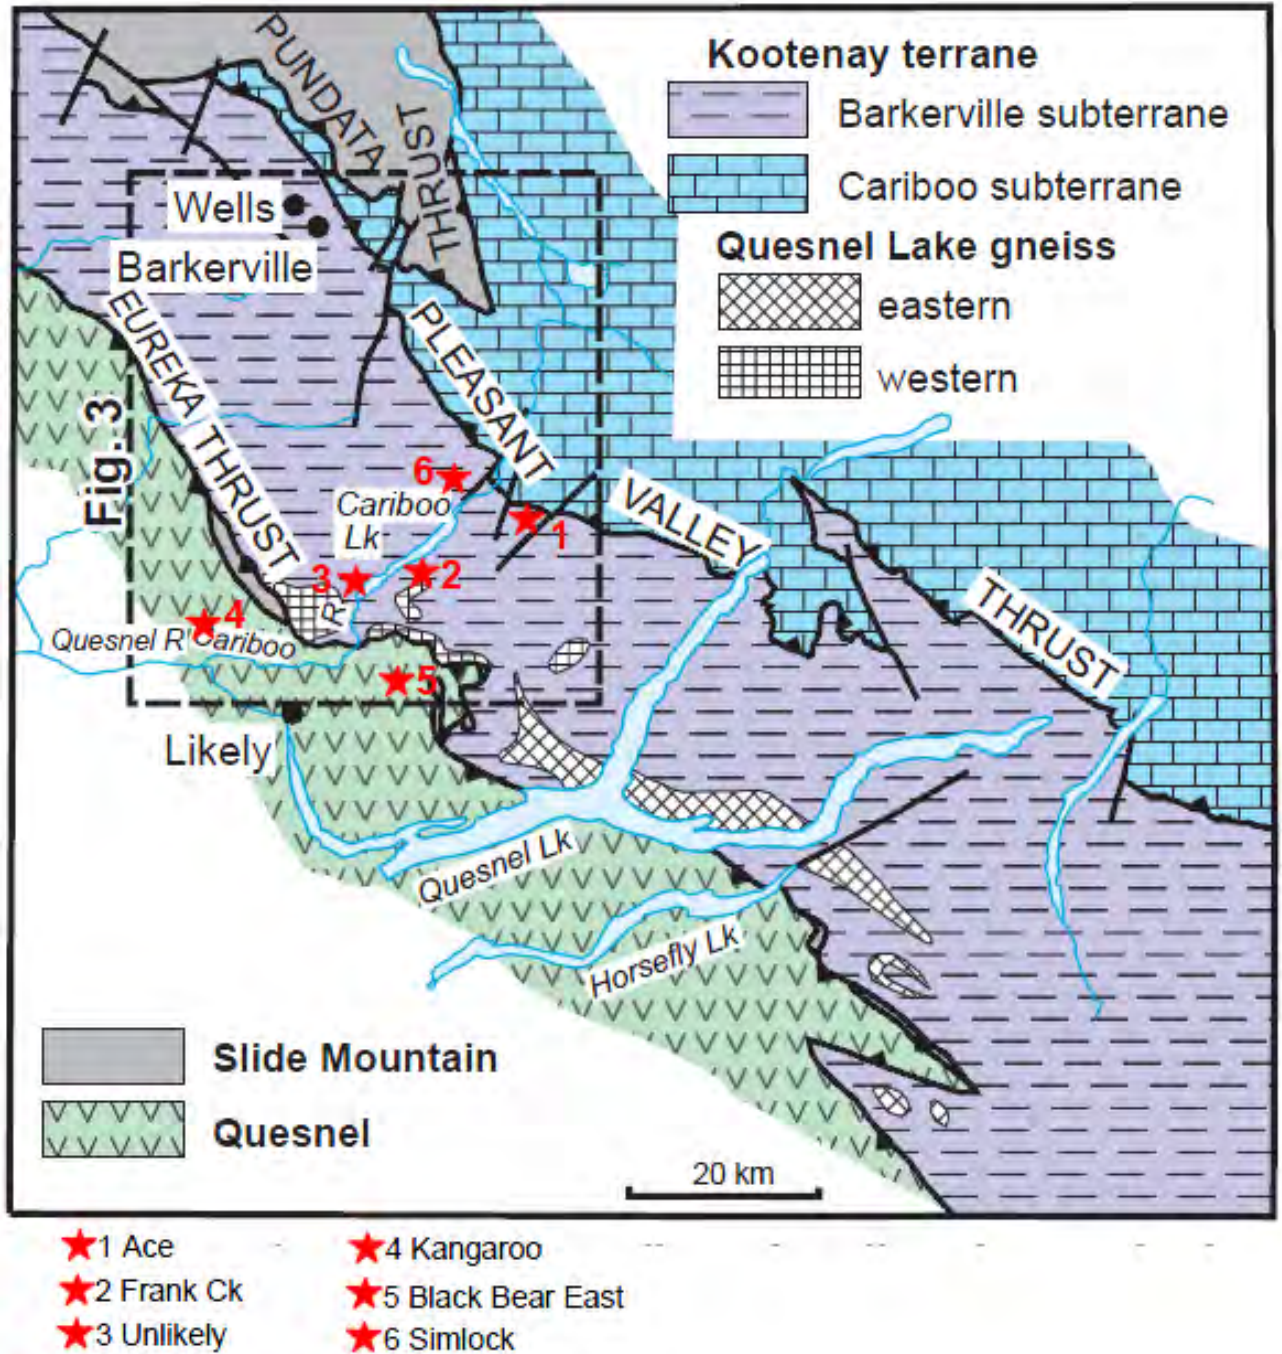 PUNDATA
THRUST
Kootenay terrane
Barkerville subterrane
Cariboo subterrane
Quesnel Lake gneiss
eastern
western
Wells
Barkerville
EUREKA THRUST
PLEASANT
VALLEY
THRUST
Fig. 3
6
Cariboo
Lk
1
3
2
R
4
Quesnel R
Cariboo
5
Likely
Quesnel Lk
Horsefly Lk
Slide Mountain
Quesnel
20 km
1 Ace
4 Kangaroo
2 Frank Ck
5 Black Bear East
3 Unlikely
6 Simlock